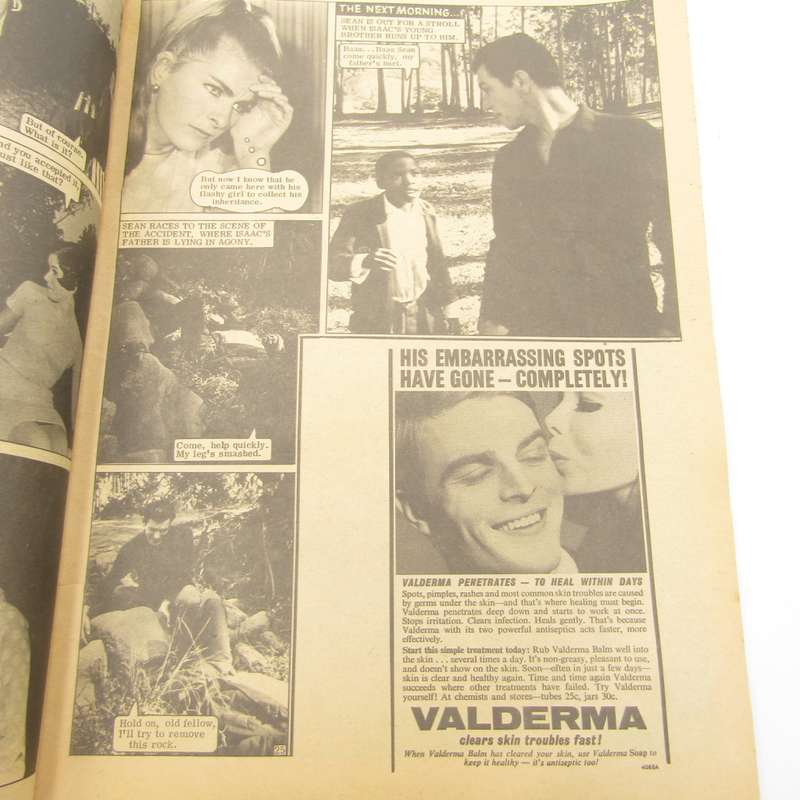 But of course.
What is it?
nd you accepted it,
ust like that?
But now I know that he
only came here with his
flashy girl to collect his
inheritance.
THE NEXT MORNING...
SEAN IS OUT FOR A STROLL
WHEN ISAAC'S YOUNG
BROTHER RUNS UP TO HIM.
Baas...Baas Sean
come quickly, my
father's hurt.
SEAN RACES TO THE SCENE OF
THE ACCIDENT, WHERE ISAAC'S
FATHER IS LYING IN AGONY.
Come, help quickly.
My leg's smashed.
Hold on, old fellow,
I'll try to remove
this rock.
25
HIS EMBARRASSING SPOTS
HAVE GONE – COMPLETELY!
VALDERMA PENETRATES – TO HEAL WITHIN DAYS
Spots, pimples, rashes and most common skin troubles are caused
by germs under the skin—and that's where healing must begin.
Valderma penetrates deep down and starts to work at once.
Stops irritation. Clears infection. Heals gently. That's because
Valderma with its two powerful antiseptics acts faster, more
effectively.
Start this simple treatment today: Rub Valderma Balm well into
the skin . . . several times a day. It's non-greasy, pleasant to use,
and doesn't show on the skin. Soon—often in just a few days—
skin is clear and healthy again. Time and time again Valderma
succeeds where other treatments have failed. Try Valderma
yourself! At chemists and stores—tubes 25c, jars 30c.
VALDERMA
clears skin troubles fast!
When Valderma Balm has cleared your skin, use Valderma Soap to
keep it healthy — it's antiseptic too!